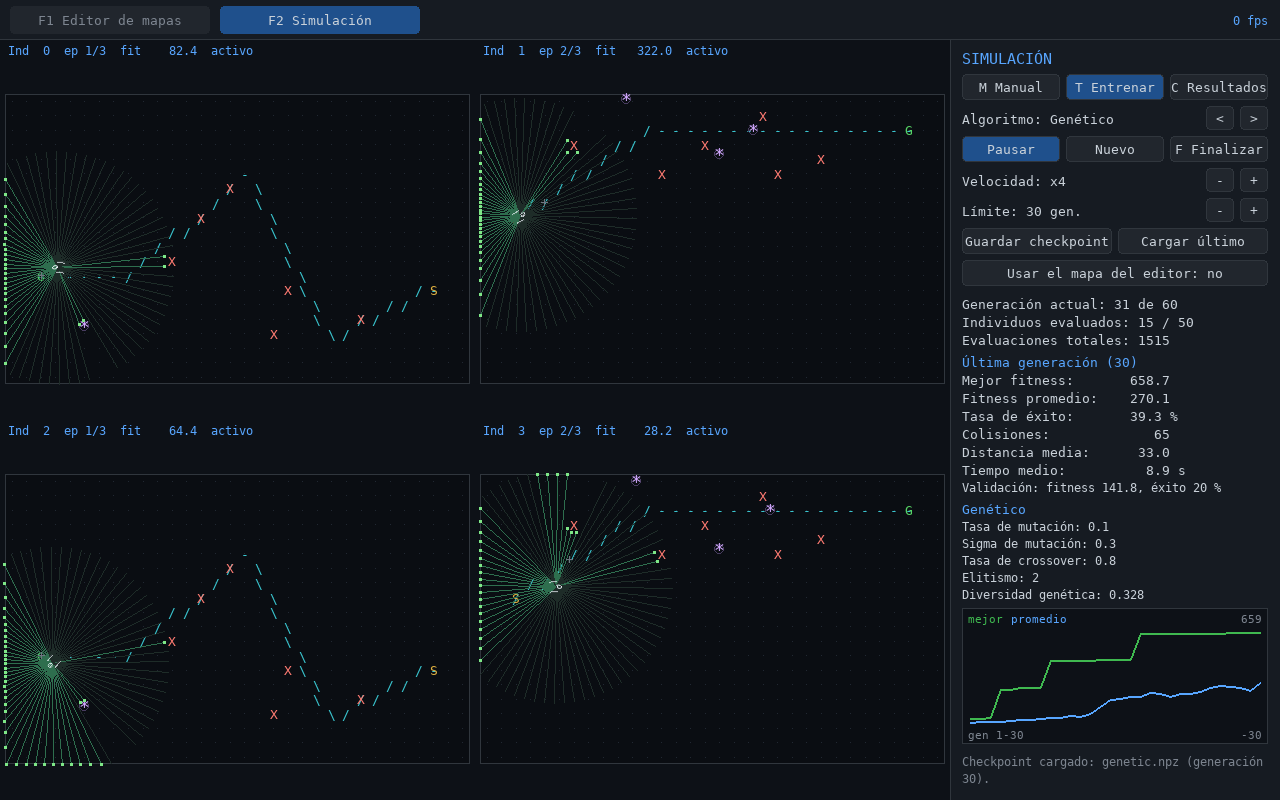 F1 Editor de mapas
F2 Simulación
0 fps
Ind 0 ep 1/3 fit 82.4 activo
Ind 1 ep 2/3 fit 322.0 activo
Ind 2 ep 1/3 fit 64.4 activo
Ind 3 ep 2/3 fit 28.2 activo
SIMULACIÓN
M Manual
T Entrenar
C Resultados
Algoritmo: Genético
<
>
Pausar
Nuevo
F Finalizar
Velocidad: x4
-
+
Límite: 30 gen.
-
+
Guardar checkpoint
Cargar último
Usar el mapa del editor: no
Generación actual: 31 de 60
Individuos evaluados: 15 / 50
Evaluaciones totales: 1515
Última generación (30)
Mejor fitness: 658.7
Fitness promedio: 270.1
Tasa de éxito: 39.3 %
Colisiones: 65
Distancia media: 33.0
Tiempo medio: 8.9 s
Validación: fitness 141.8, éxito 20 %
Genético
Tasa de mutación: 0.1
Sigma de mutación: 0.3
Tasa de crossover: 0.8
Elitismo: 2
Diversidad genética: 0.328
mejor promedio 659
gen 1-30 -30
Checkpoint cargado: genetic.npz (generación
30).